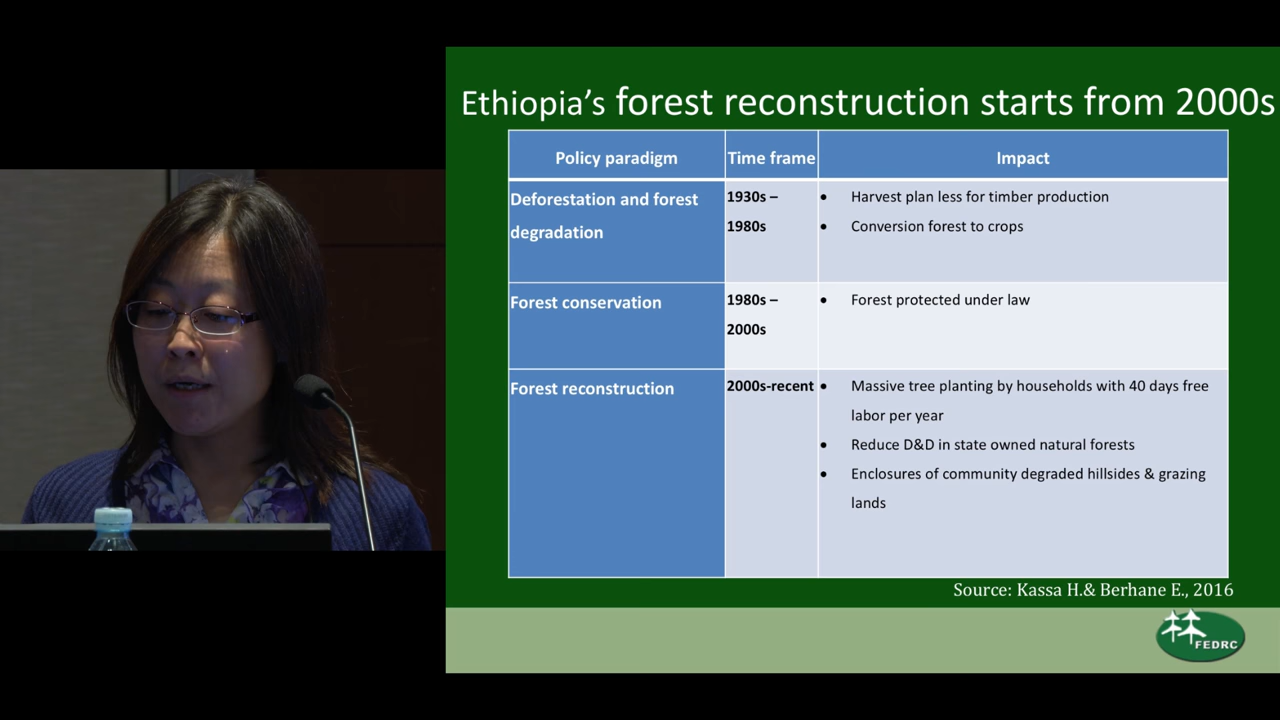 Ethiopia's forest reconstruction starts from 2000s
Policy paradigm
Time frame
Impact
Deforestation and forest
degradation
1930s –
1980s
• Harvest plan less for timber production
• Conversion forest to crops
Forest conservation
1980s –
2000s
• Forest protected under law
Forest reconstruction
2000s-recent
• Massive tree planting by households with 40 days free
labor per year
• Reduce D&D in state owned natural forests
• Enclosures of community degraded hillsides & grazing
lands
Source: Kassa H.& Berhane E., 2016
林
FEDRC